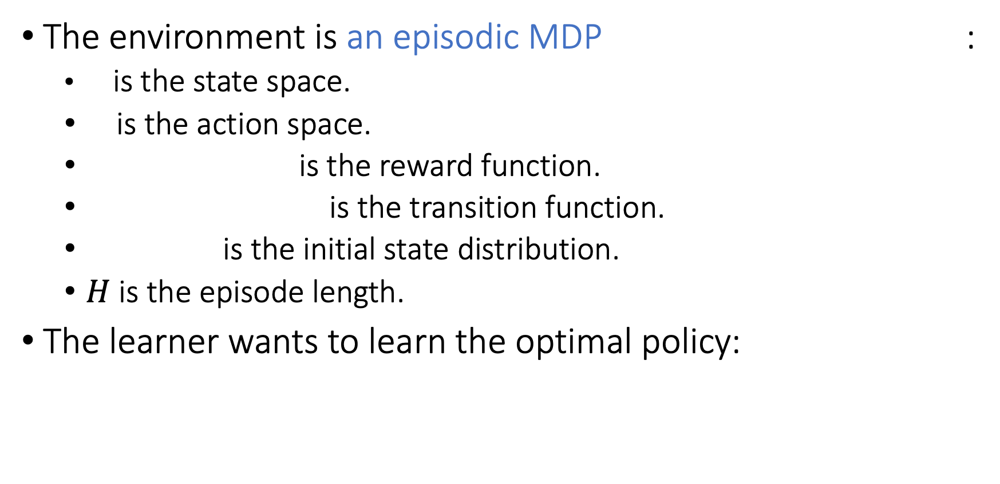 • The environment is an episodic MDP :
• is the state space.
• is the action space.
• is the reward function.
• is the transition function.
• is the initial state distribution.
• H is the episode length.
• The learner wants to learn the optimal policy: